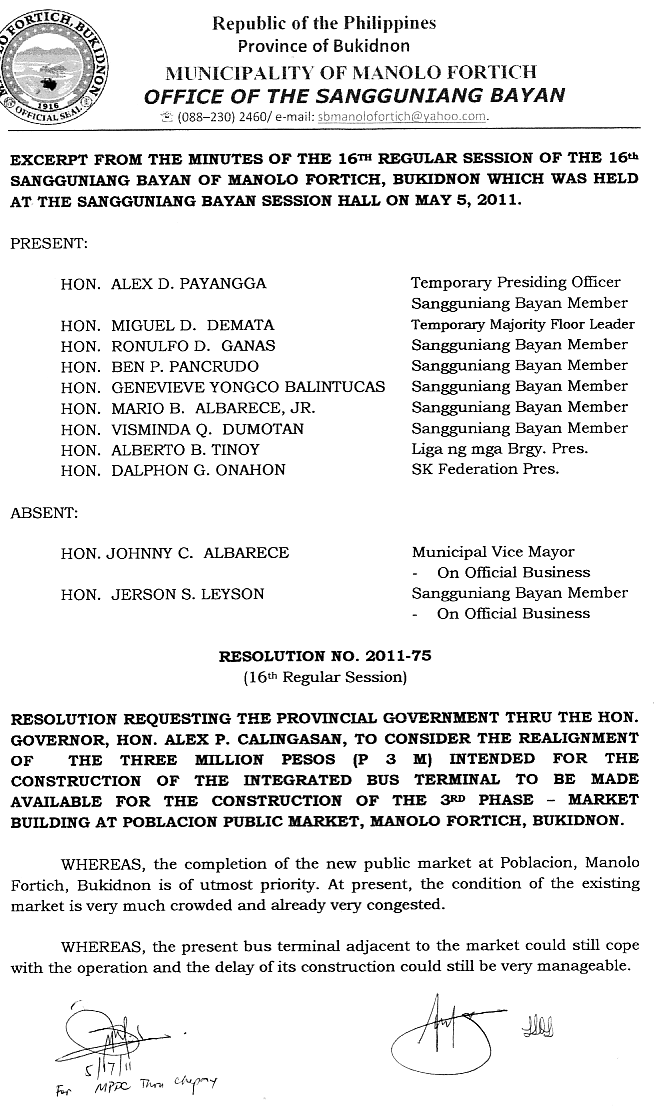 Republic of the Philippines
Province of Bukidnon
MUNICIPALITY OF MANOLO FORTICH
OFFICE OF THE SANGGUNIANG BAYAN
☏ (088–230) 2460/ e-mail: sbmanolofortich@yahoo.com.
MANOLO FORTICH, BUKIDNON
1916
OFFICIAL SEAL
EXCERPT FROM THE MINUTES OF THE 16TH REGULAR SESSION OF THE 16th
SANGGUNIANG BAYAN OF MANOLO FORTICH, BUKIDNON WHICH WAS HELD
AT THE SANGGUNIANG BAYAN SESSION HALL ON MAY 5, 2011.
PRESENT:
HON. ALEX D. PAYANGGA Temporary Presiding Officer
Sangguniang Bayan Member
HON. MIGUEL D. DEMATA Temporary Majority Floor Leader
HON. RONULFO D. GANAS Sangguniang Bayan Member
HON. BEN P. PANCRUDO Sangguniang Bayan Member
HON. GENEVIEVE YONGCO BALINTUCAS Sangguniang Bayan Member
HON. MARIO B. ALBARECE, JR. Sangguniang Bayan Member
HON. VISMINDA Q. DUMOTAN Sangguniang Bayan Member
HON. ALBERTO B. TINOY Liga ng mga Brgy. Pres.
HON. DALPHON G. ONAHON SK Federation Pres.
ABSENT:
HON. JOHNNY C. ALBARECE Municipal Vice Mayor
- On Official Business
HON. JERSON S. LEYSON Sangguniang Bayan Member
- On Official Business
RESOLUTION NO. 2011-75
(16th Regular Session)
RESOLUTION REQUESTING THE PROVINCIAL GOVERNMENT THRU THE HON.
GOVERNOR, HON. ALEX P. CALINGASAN, TO CONSIDER THE REALIGNMENT
OF THE THREE MILLION PESOS (P 3 M) INTENDED FOR THE
CONSTRUCTION OF THE INTEGRATED BUS TERMINAL TO BE MADE
AVAILABLE FOR THE CONSTRUCTION OF THE 3RD PHASE – MARKET
BUILDING AT POBLACION PUBLIC MARKET, MANOLO FORTICH, BUKIDNON.
WHEREAS, the completion of the new public market at Poblacion, Manolo
Fortich, Bukidnon is of utmost priority. At present, the condition of the existing
market is very much crowded and already very congested.
WHEREAS, the present bus terminal adjacent to the market could still cope
with the operation and the delay of its construction could still be very manageable.
5/17/11
For MPDC Thru